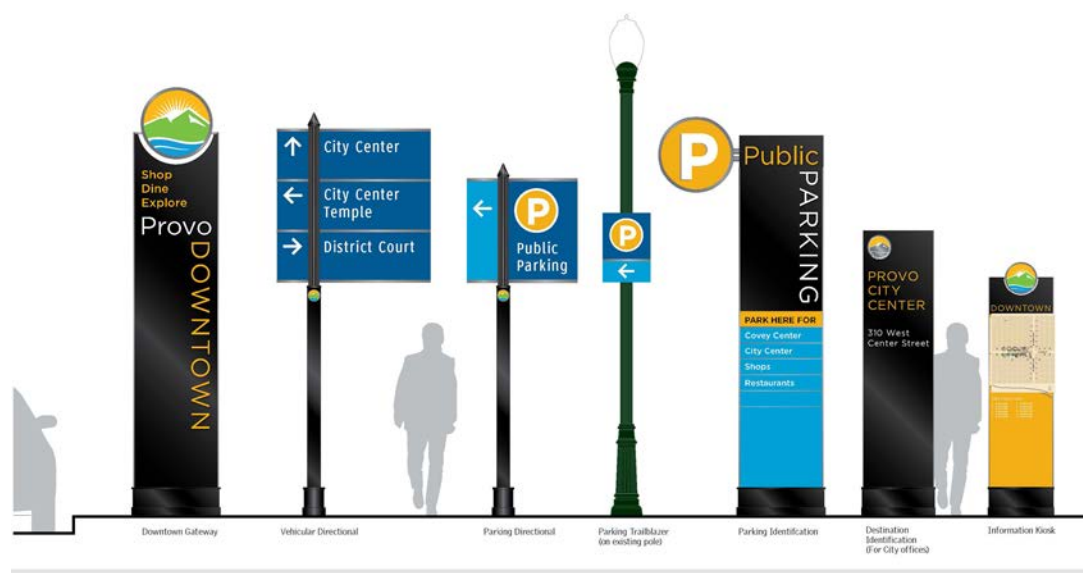 Shop
Dine
Explore
Provo
DOWNTOWN
City Center
City Center
Temple
District Court
P
Public
Parking
P
P
Public
PARKING
PARK HERE FOR
Covey Center
City Center
Shops
Restaurants
PROVO
CITY
CENTER
310 West
Center Street
DOWNTOWN
Downtown Gateway
Vehicular Directional
Parking Directional
Parking Trailblazer
(on existing pole)
Parking Identification
Destination
Identification
(For City offices)
Information Kiosk